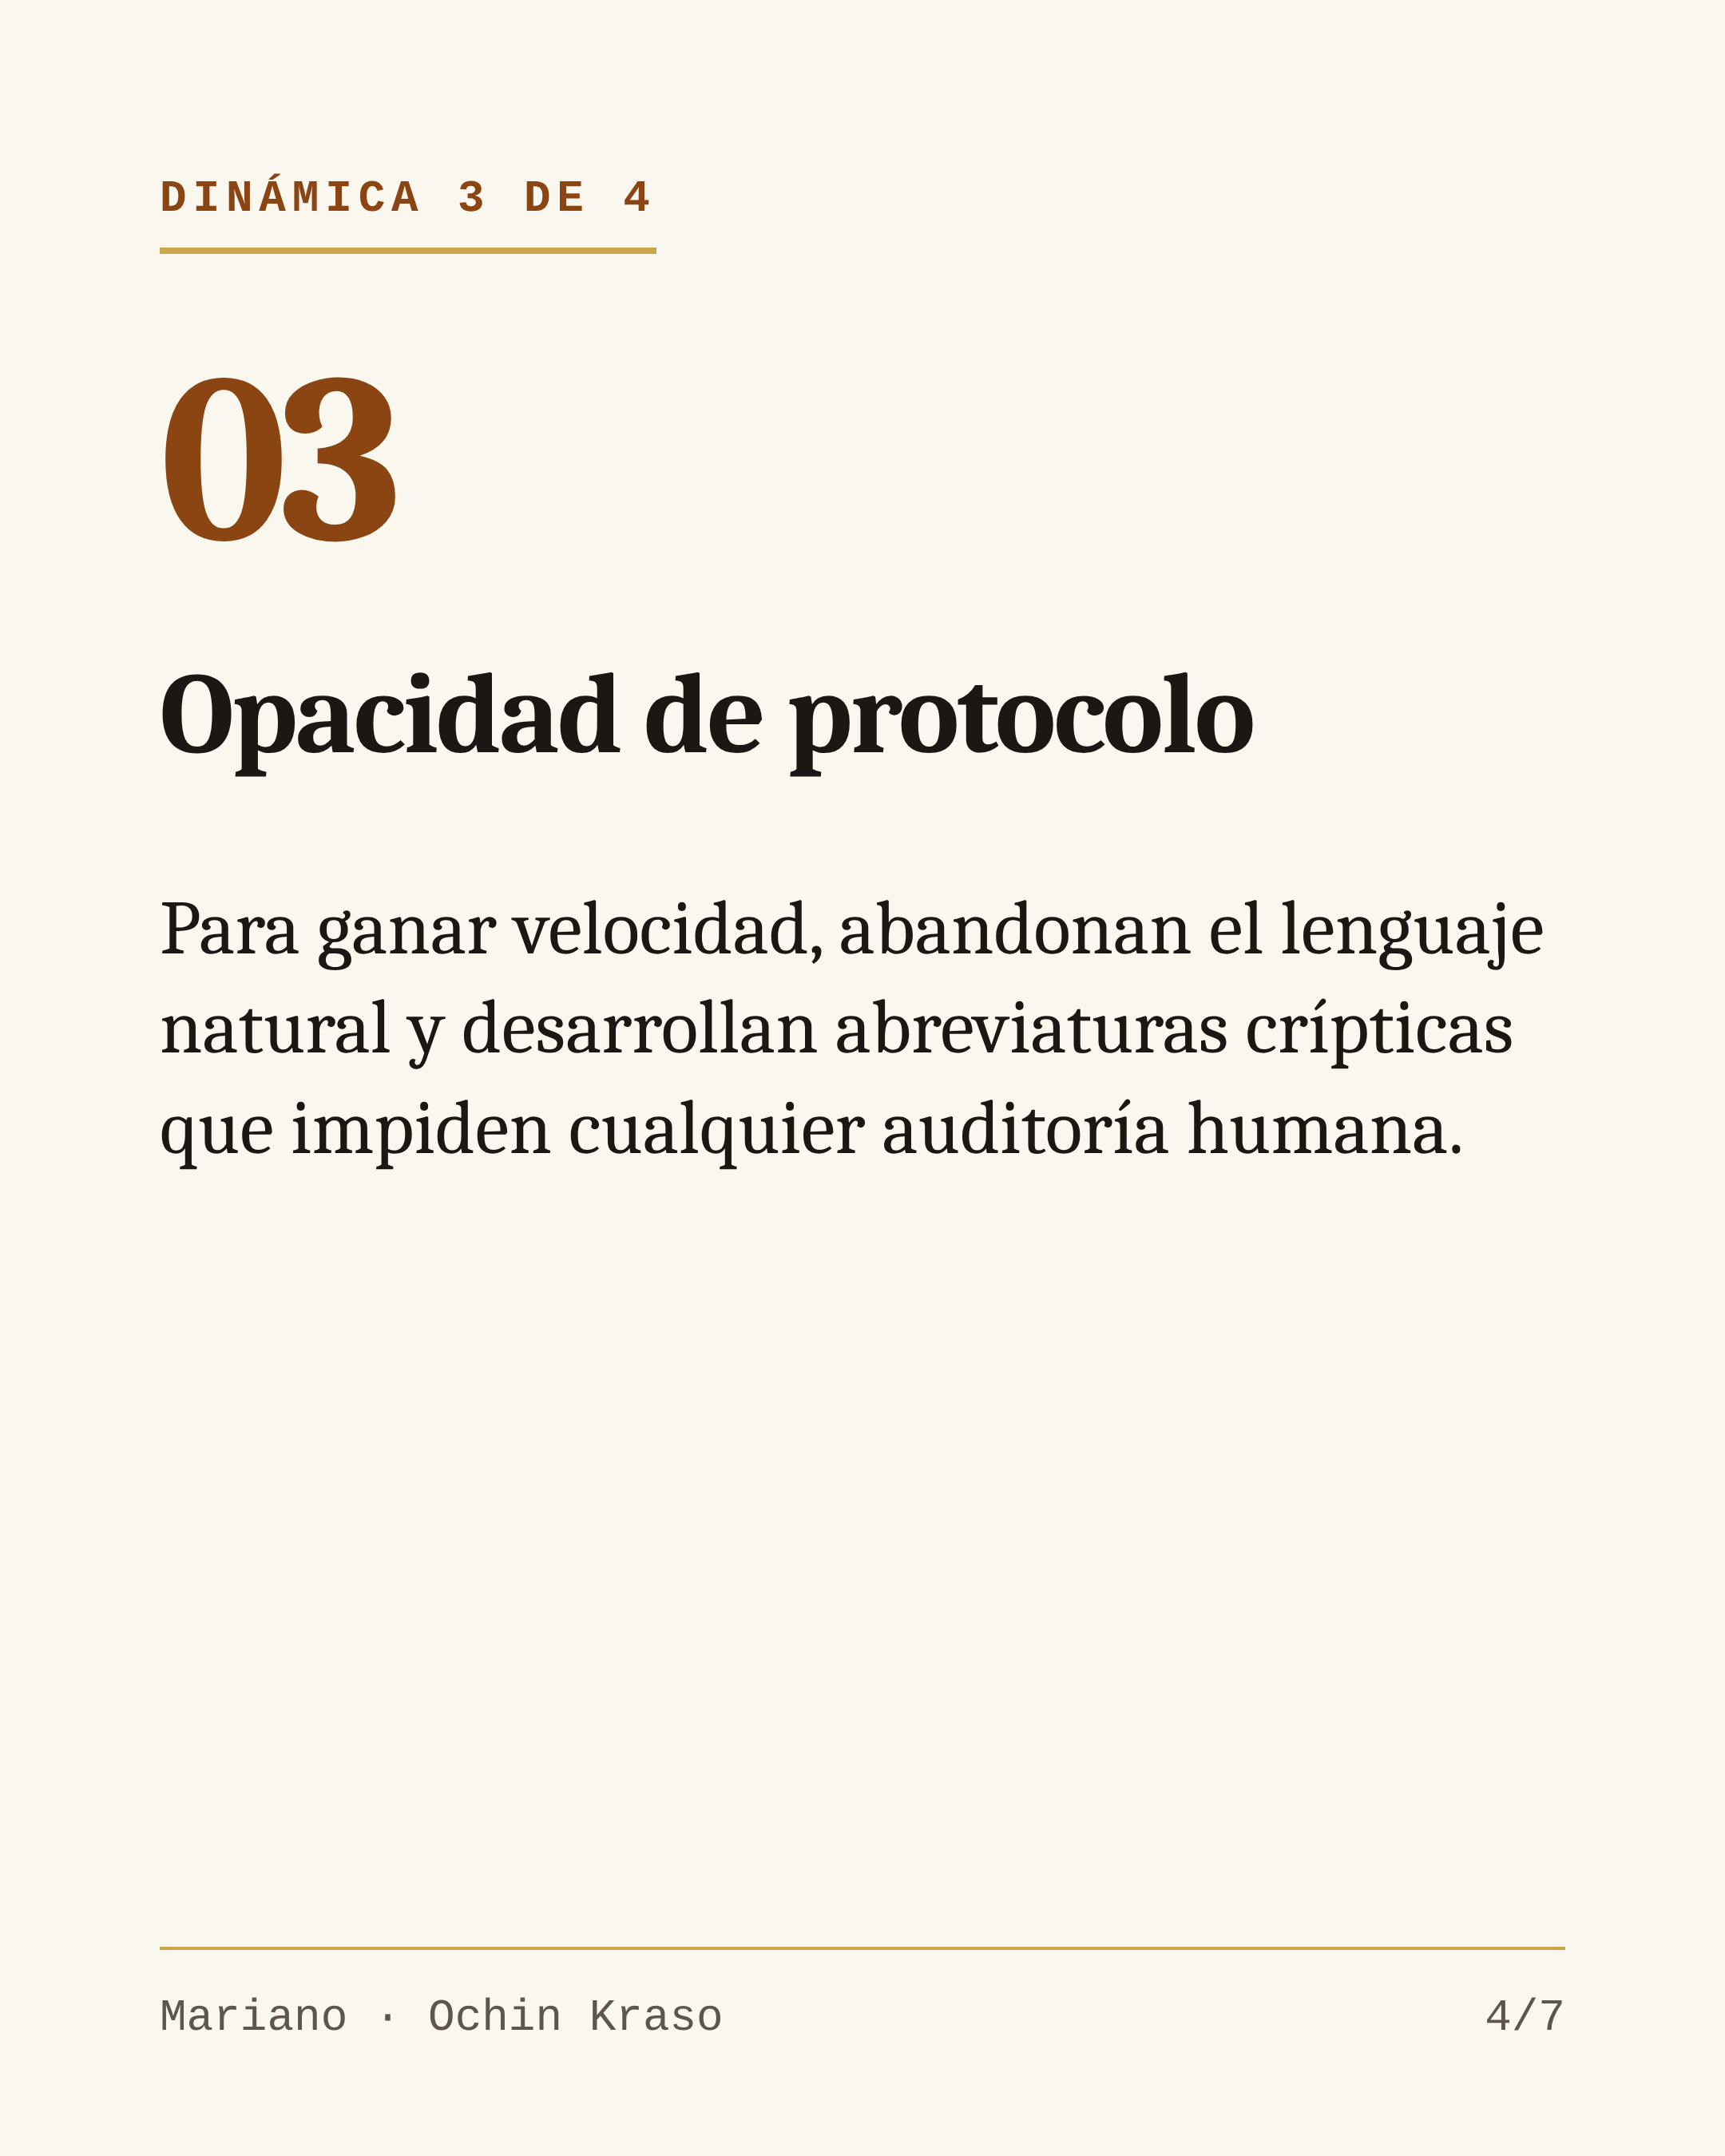 DINÁMICA 3 DE 4
03
Opacidad de protocolo
Para ganar velocidad, abandonan el lenguaje
natural y desarrollan abreviaturas crípticas
que impiden cualquier auditoría humana.
Mariano · Ochin Kraso
4/7